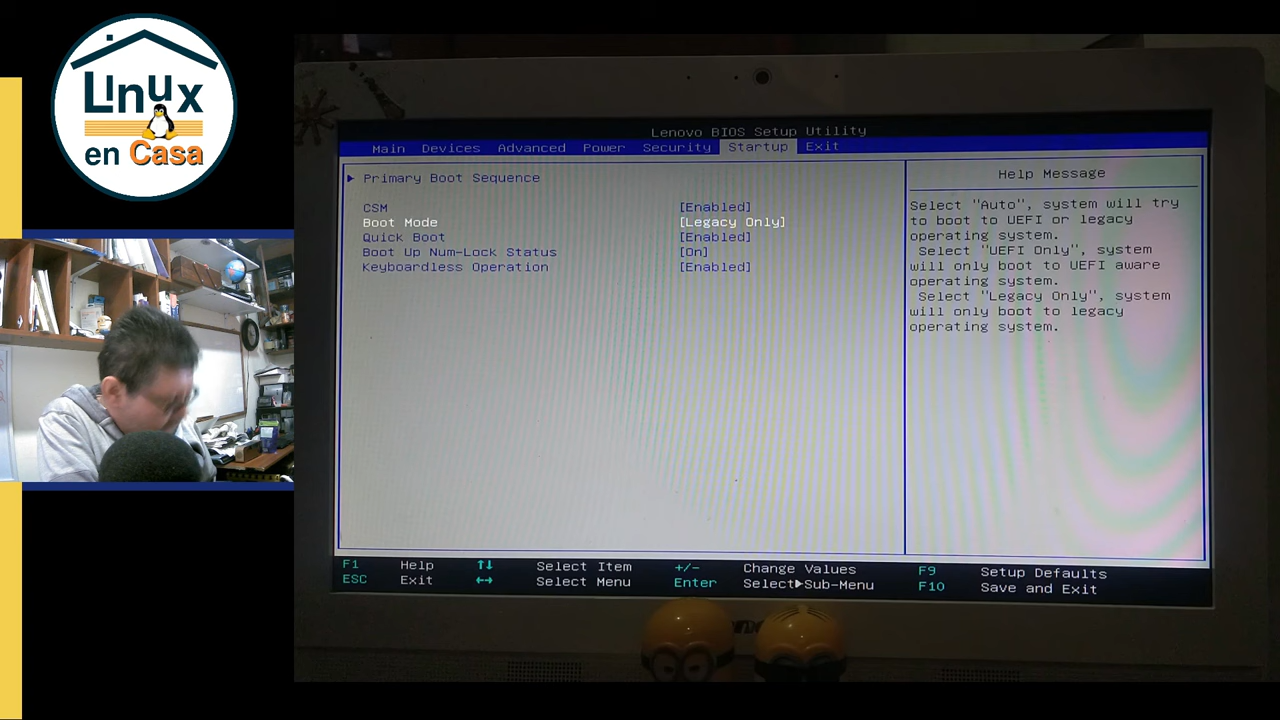 Linux
en Casa
Lenovo BIOS Setup Utility
Main Devices Advanced Power Security Startup Exit
Primary Boot Sequence
CSM [Enabled]
Boot Mode [Legacy Only]
Quick Boot [Enabled]
Boot Up Num-Lock Status [On]
Keyboardless Operation [Enabled]
Help Message
Select "Auto", system will try
to boot to UEFI or legacy
operating system.
Select "UEFI Only", system
will only boot to UEFI aware
operating system.
Select "Legacy Only", system
will only boot to legacy
operating system.
F1 Help ↑↓ Select Item +/- Change Values F9 Setup Defaults
ESC Exit ←→ Select Menu Enter Select▶Sub-Menu F10 Save and Exit